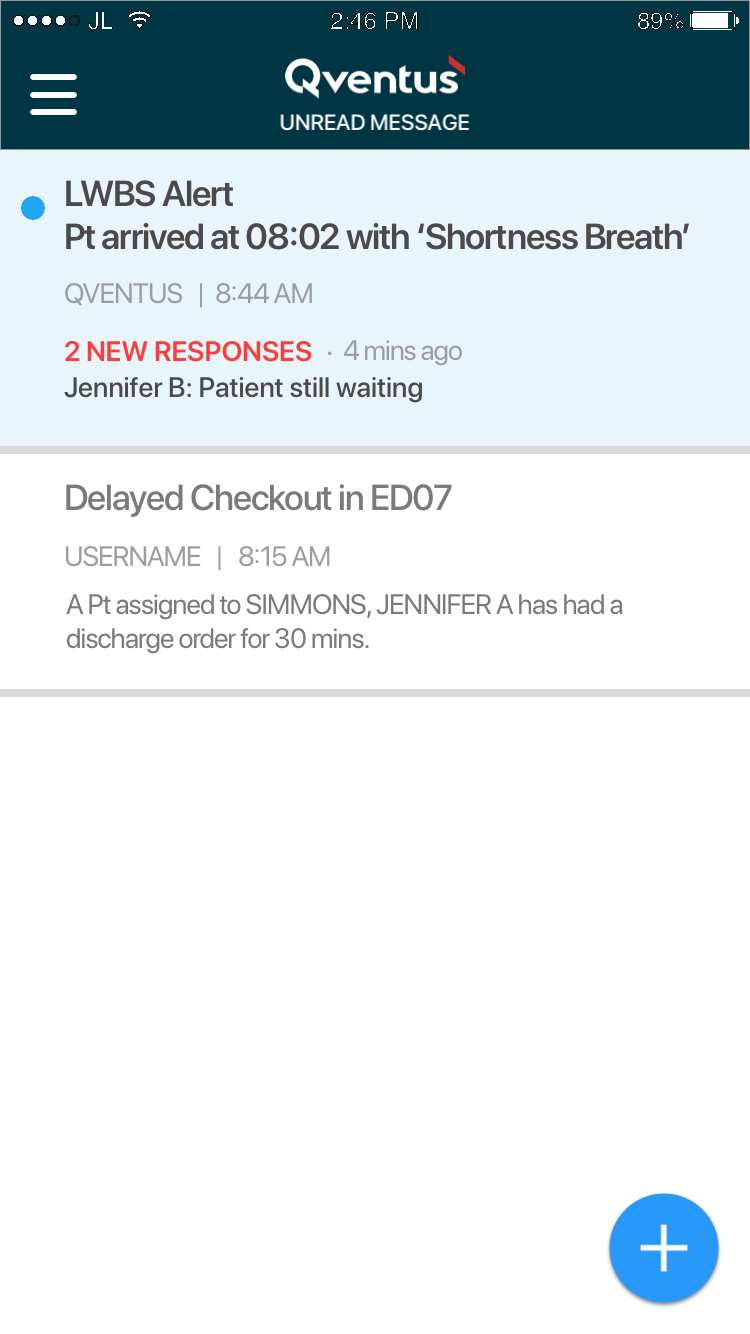 JL 2:46 PM 89%
Qventus
UNREAD MESSAGE
LWBS Alert
Pt arrived at 08:02 with ‘Shortness Breath’
QVENTUS | 8:44 AM
2 NEW RESPONSES · 4 mins ago
Jennifer B: Patient still waiting
Delayed Checkout in ED07
USERNAME | 8:15 AM
A Pt assigned to SIMMONS, JENNIFER A has had a
discharge order for 30 mins.